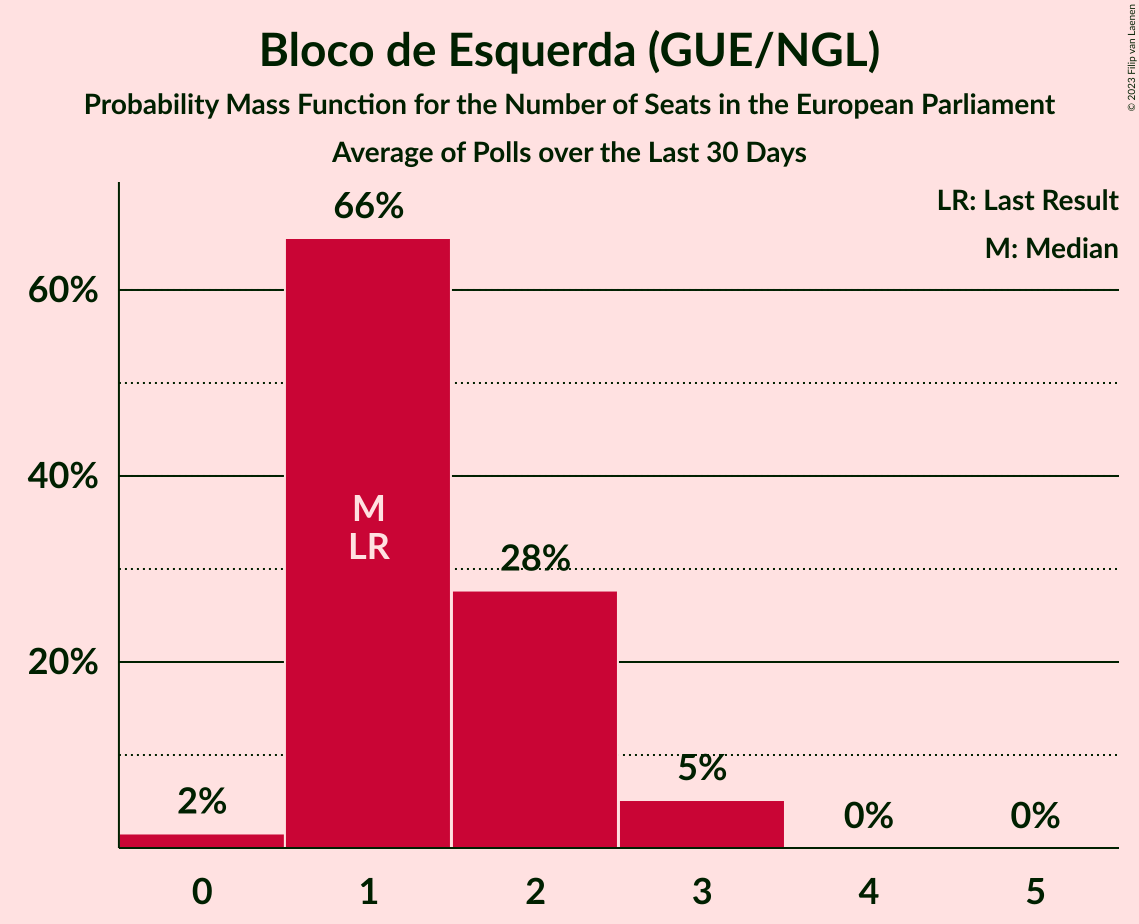 Bloco de Esquerda (GUE/NGL)
Probability Mass Function for the Number of Seats in the European Parliament
Average of Polls over the Last 30 Days
© 2023 Filip van Laenen
LR: Last Result
M: Median
66%
60%
40%
M
LR
28%
20%
5%
2%
0%
0%
0
1
2
3
4
5